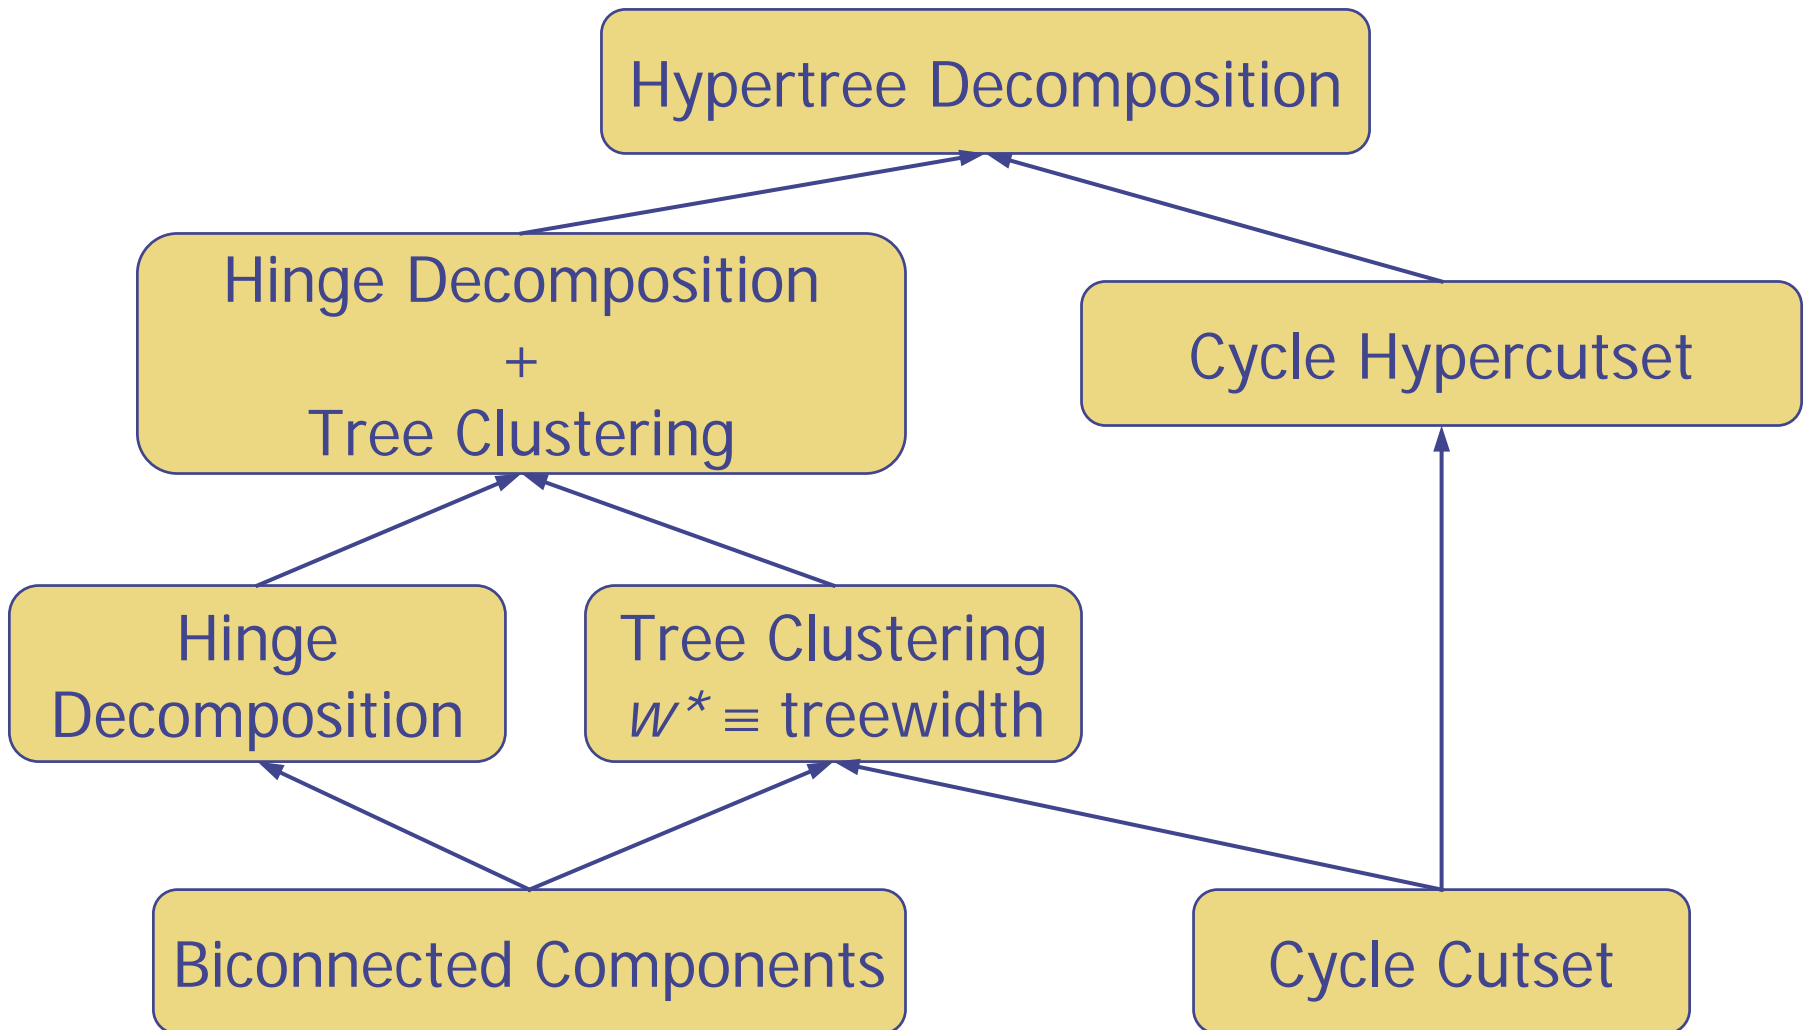 Hypertree Decomposition
Hinge Decomposition
+
Tree Clustering
Cycle Hypercutset
Hinge
Decomposition
Tree Clustering
w* ≡ treewidth
Biconnected Components
Cycle Cutset